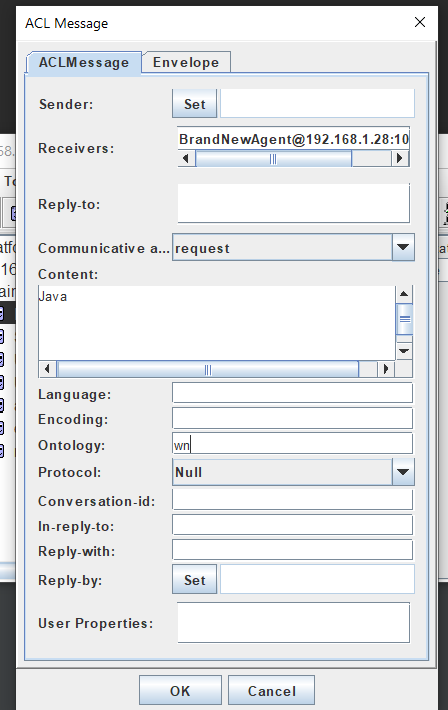 ACL Message
ACLMessage Envelope
Sender: Set
Receivers: BrandNewAgent@192.168.1.28:10
Reply-to:
Communicative a... request
Content:
Java
Language:
Encoding:
Ontology: wn
Protocol: Null
Conversation-id:
In-reply-to:
Reply-with:
Reply-by: Set
User Properties:
OK Cancel